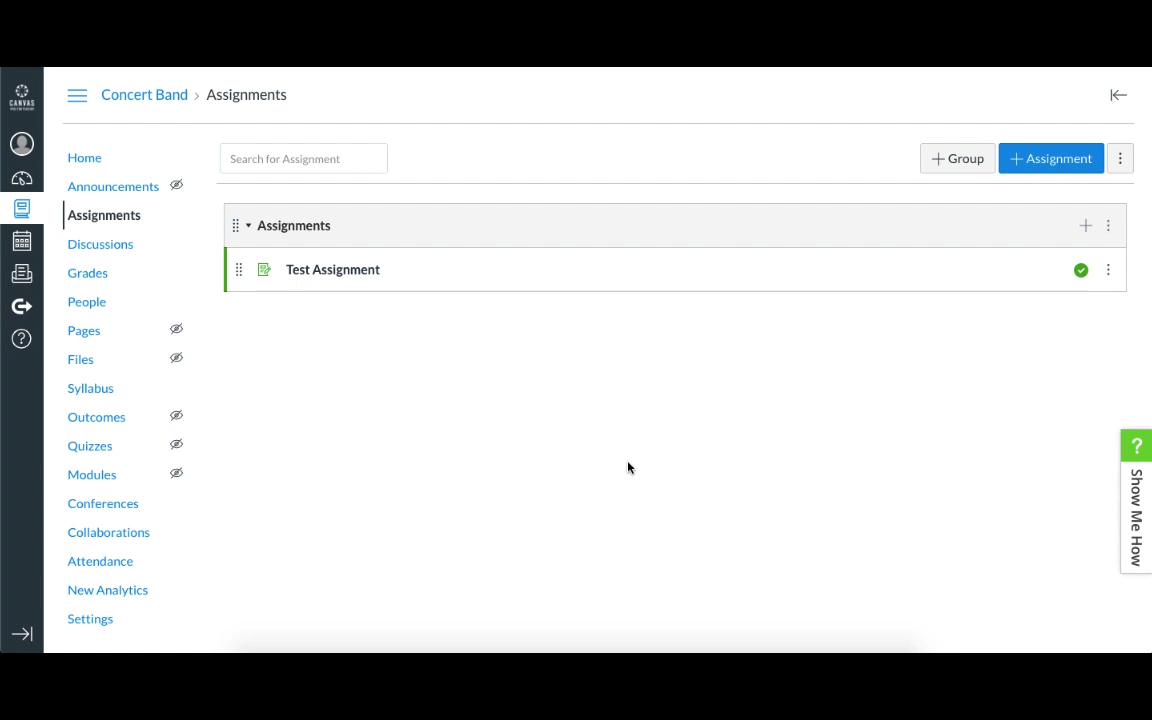 CANVAS
Concert Band › Assignments
Home
Announcements
Assignments
Discussions
Grades
People
Pages
Files
Syllabus
Outcomes
Quizzes
Modules
Conferences
Collaborations
Attendance
New Analytics
Settings
Search for Assignment
+ Group
+ Assignment
Assignments
Test Assignment
? Show Me How